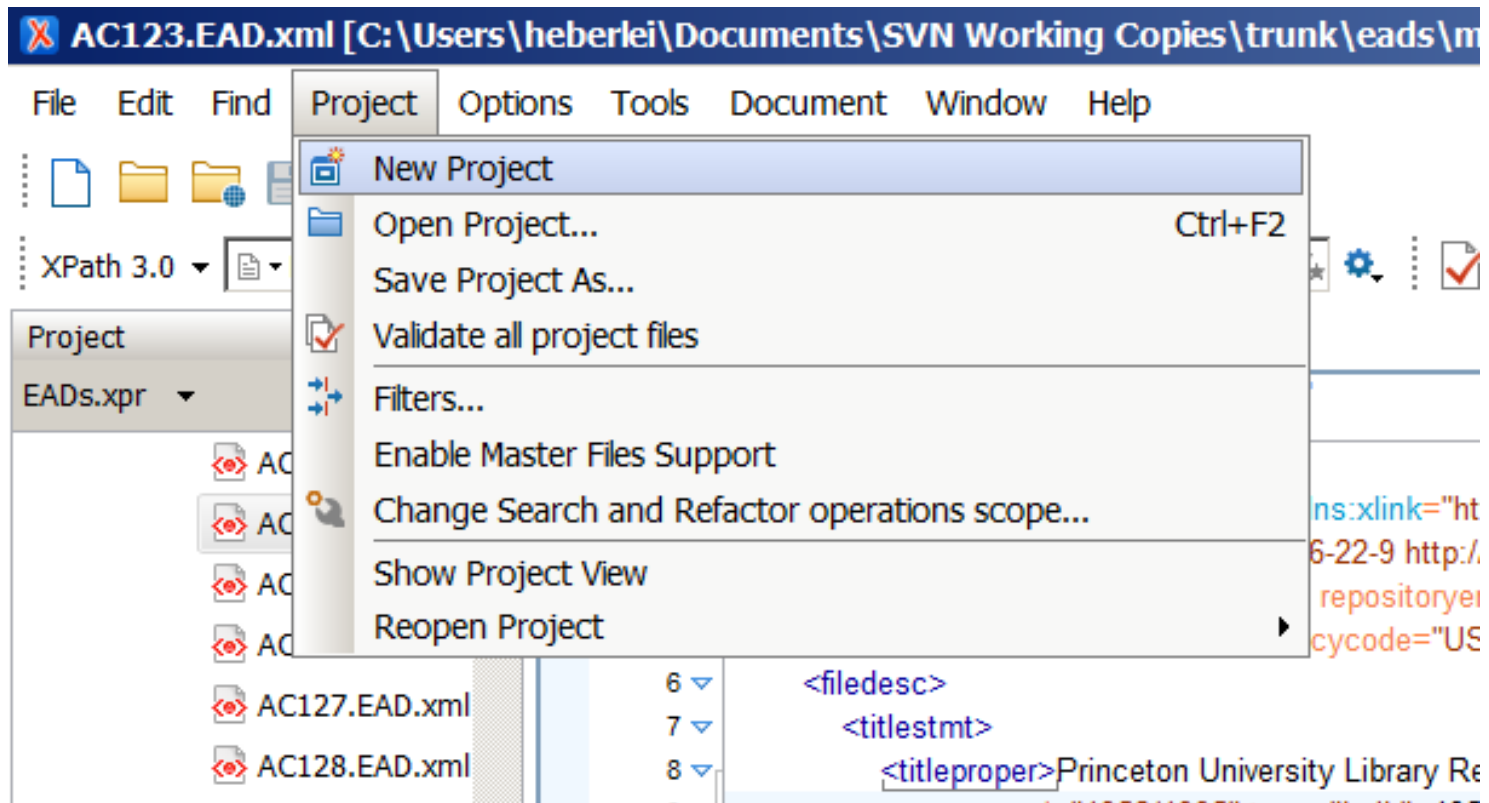 AC123.EAD.xml [C:\Users\heberlei\Documents\SVN Working Copies\trunk\eads\m
File Edit Find Project Options Tools Document Window Help
New Project
Open Project... Ctrl+F2
Save Project As...
Validate all project files
Filters...
Enable Master Files Support
Change Search and Refactor operations scope...
Show Project View
Reopen Project
XPath 3.0
Project
EADs.xpr
AC
AC
AC
AC
AC127.EAD.xml
AC128.EAD.xml
ns:xlink="ht
6-22-9 http:/
repositoryer
cycode="US
6 <filedesc>
7 <titlestmt>
8 <titleproper>Princeton University Library Re